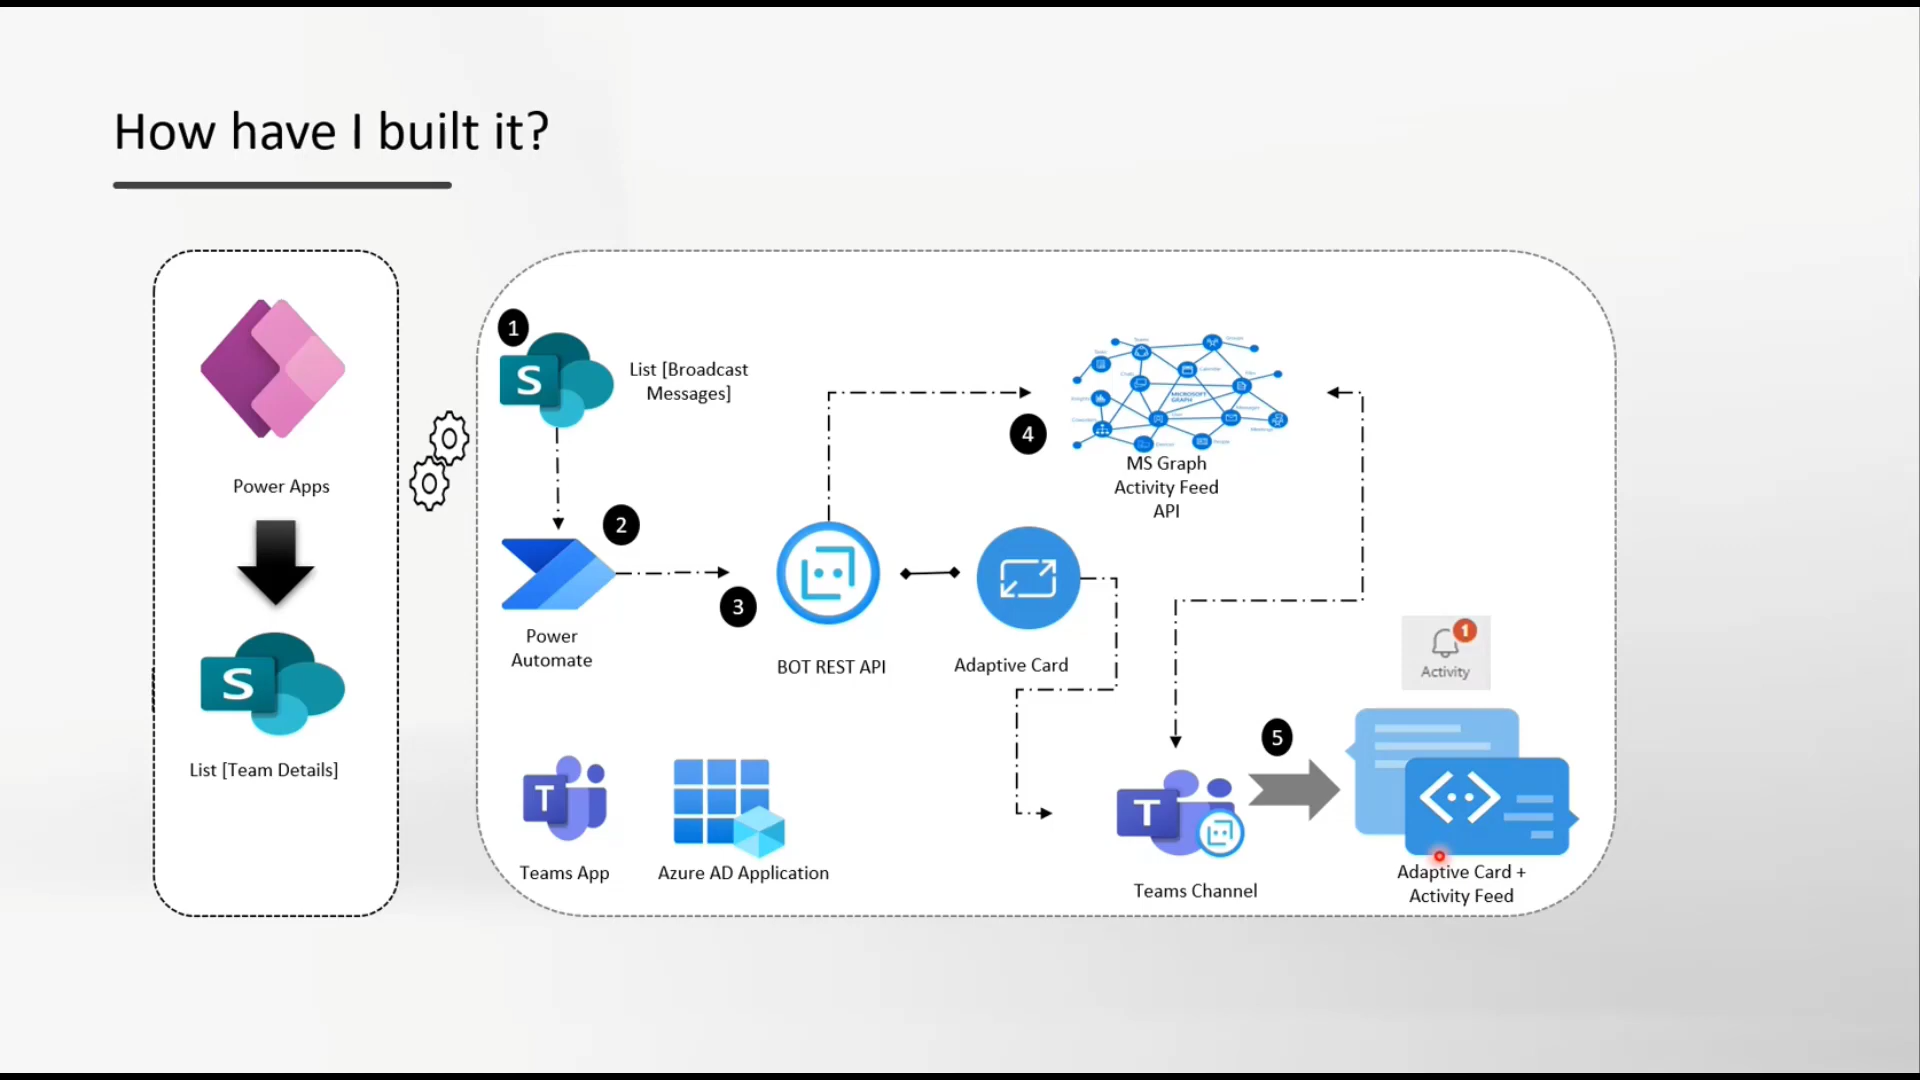 How have I built it?
Power Apps
S
List [Team Details]
1
S
List [Broadcast
Messages]
2
Power
Automate
3
BOT REST API
Adaptive Card
4
MICROSOFT
GRAPH
MS Graph
Activity Feed
API
T
Teams App
Azure AD Application
T
Teams Channel
5
1
Activity
Adaptive Card +
Activity Feed